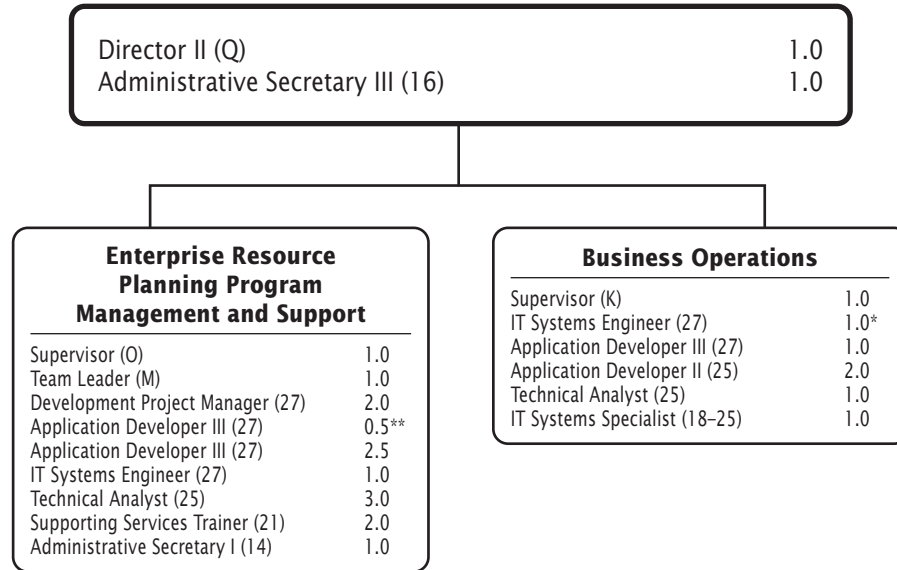 Director II (Q) 1.0
Administrative Secretary III (16) 1.0
Enterprise Resource
Planning Program
Management and Support
Supervisor (O) 1.0
Team Leader (M) 1.0
Development Project Manager (27) 2.0
Application Developer III (27) 0.5**
Application Developer III (27) 2.5
IT Systems Engineer (27) 1.0
Technical Analyst (25) 3.0
Supporting Services Trainer (21) 2.0
Administrative Secretary I (14) 1.0
Business Operations
Supervisor (K) 1.0
IT Systems Engineer (27) 1.0*
Application Developer III (27) 1.0
Application Developer II (25) 2.0
Technical Analyst (25) 1.0
IT Systems Specialist (18–25) 1.0